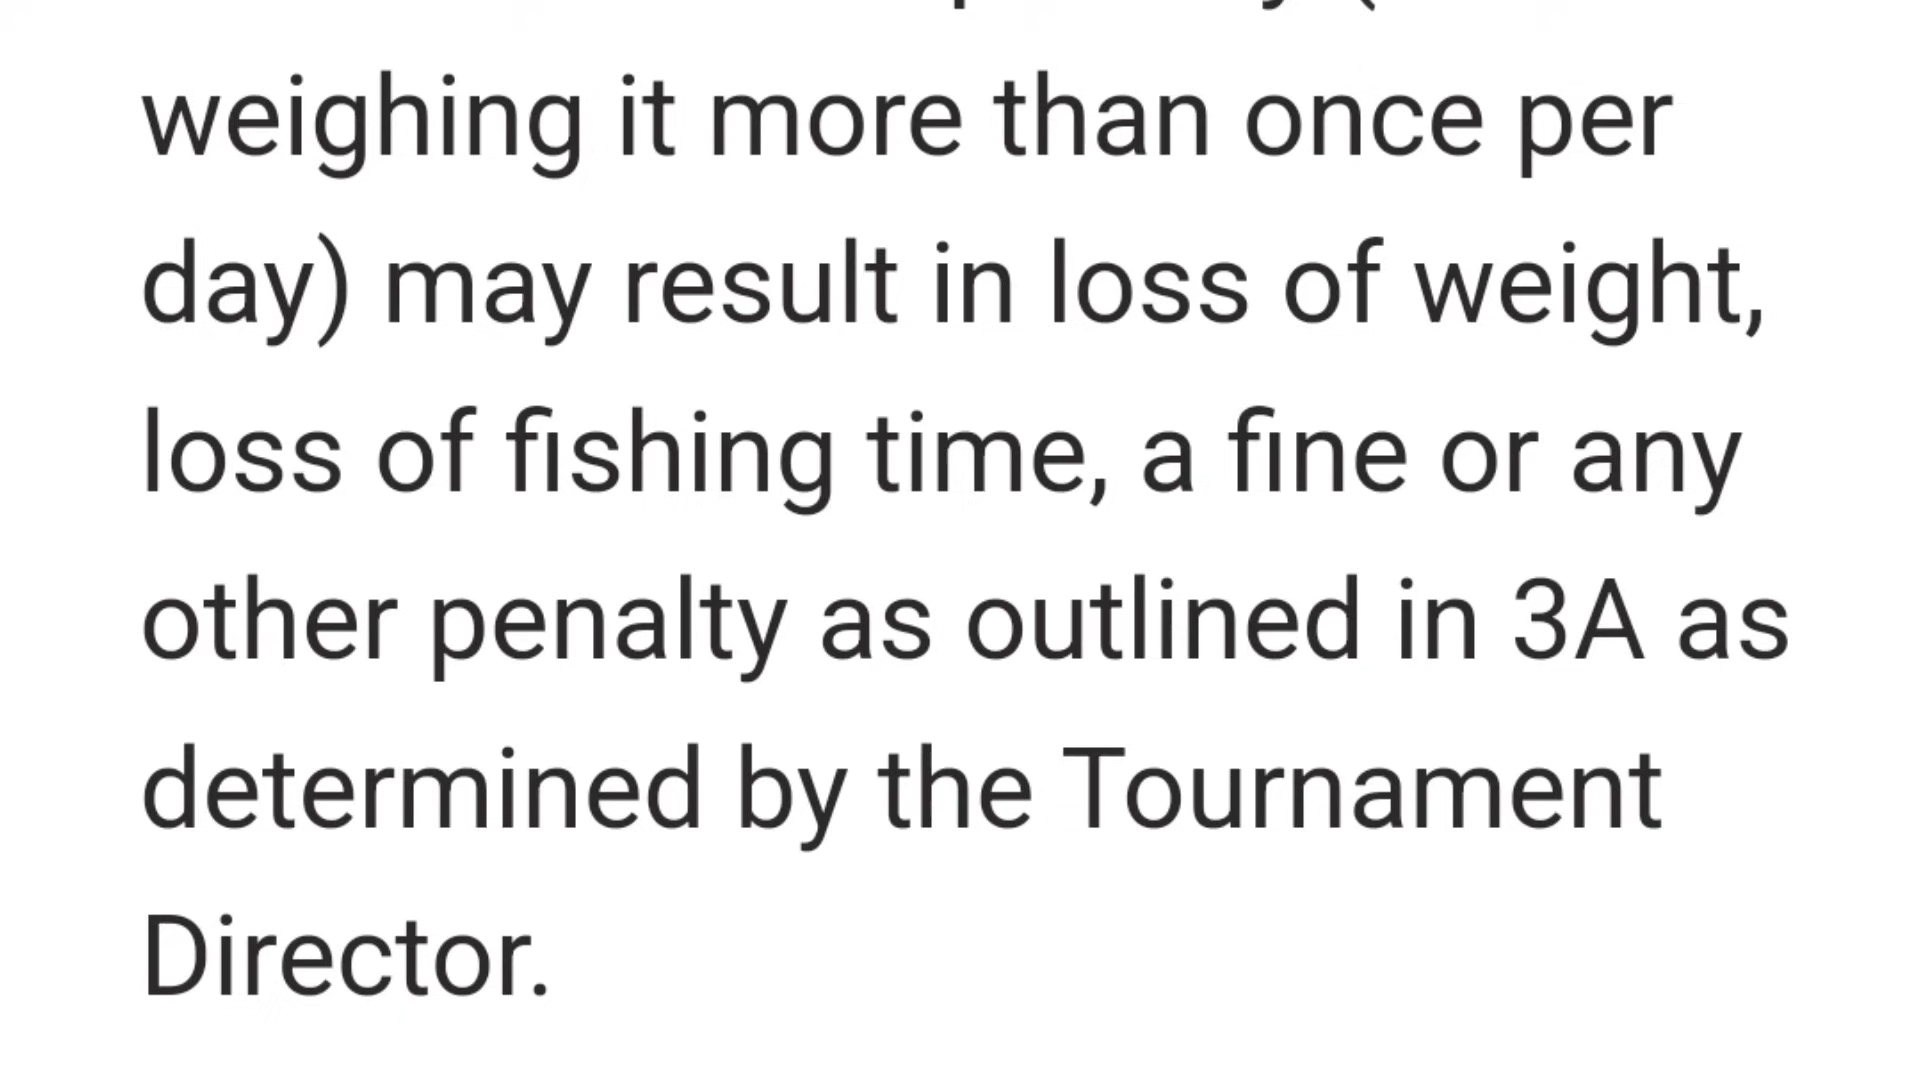 weighing it more than once per
day) may result in loss of weight,
loss of fishing time, a fine or any
other penalty as outlined in 3A as
determined by the Tournament
Director.